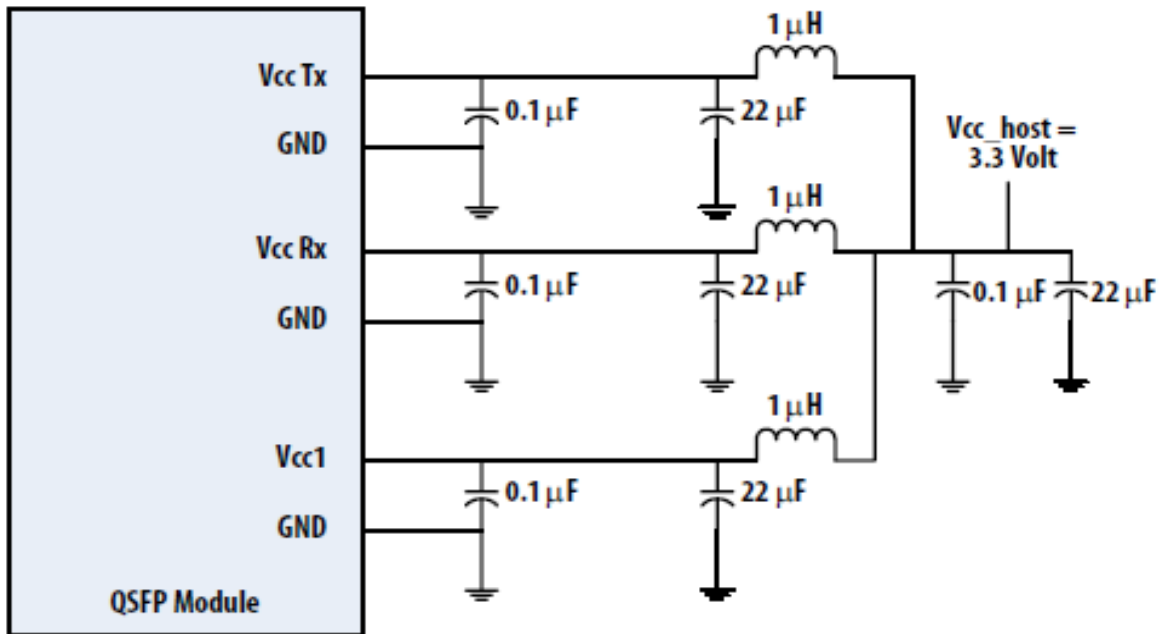 1 μH
Vcc Tx
0.1 μF
22 μF
GND
Vcc_host =
3.3 Volt
1 μH
Vcc Rx
0.1 μF
22 μF
0.1 μF
22 μF
GND
1 μH
Vcc1
0.1 μF
22 μF
GND
QSFP Module